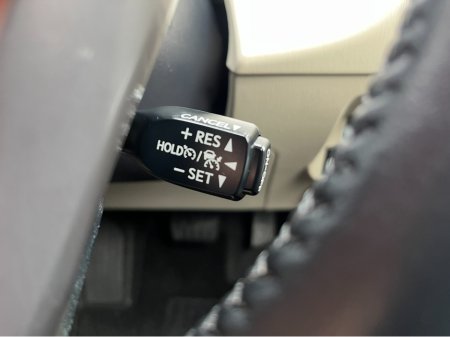 CANCEL
+ RES
HOLD /
− SET